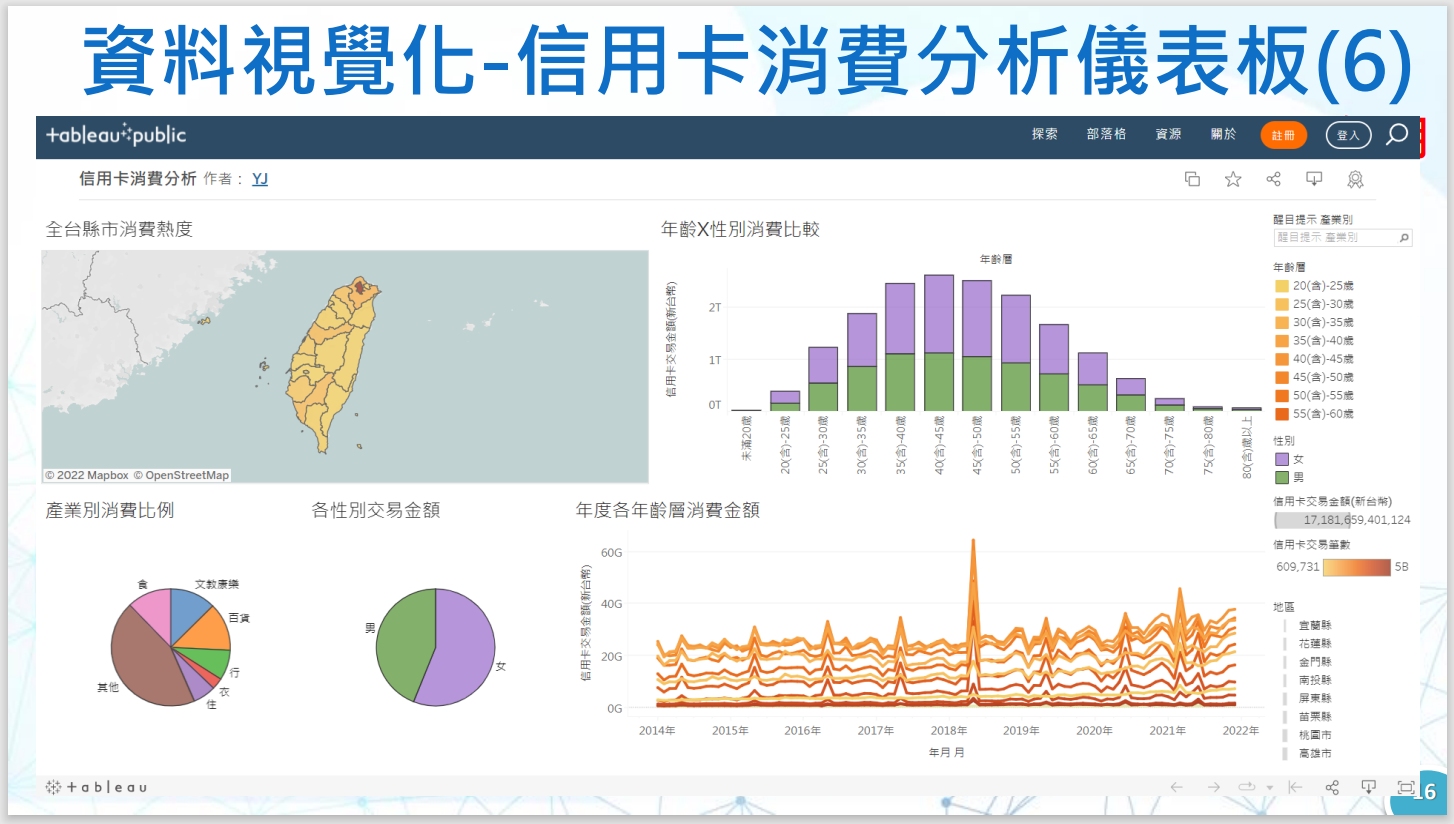 資料視覺化-信用卡消費分析儀表板(6)
+ableau public
探索 部落格 資源 關於 註冊 登入
信用卡消費分析 作者： YJ
全台縣市消費熱度
© 2022 Mapbox © OpenStreetMap
年齡X性別消費比較
年齡層
信用卡交易金額(新台幣)
2T
1T
0T
未滿20歲
20(含)-25歲
25(含)-30歲
30(含)-35歲
35(含)-40歲
40(含)-45歲
45(含)-50歲
50(含)-55歲
55(含)-60歲
60(含)-65歲
65(含)-70歲
70(含)-75歲
75(含)-80歲
80(含)歲以上
醒目提示 產業別
醒目提示 產業別
年齡層
20(含)-25歲
25(含)-30歲
30(含)-35歲
35(含)-40歲
40(含)-45歲
45(含)-50歲
50(含)-55歲
55(含)-60歲
性別
女
男
信用卡交易金額(新台幣)
17,181,659,401,124
信用卡交易筆數
609,731 5B
地區
宜蘭縣
花蓮縣
金門縣
南投縣
屏東縣
苗栗縣
桃園市
高雄市
產業別消費比例
食
文教康樂
百貨
行
衣
住
其他
各性別交易金額
男
女
年度各年齡層消費金額
信用卡交易金額(新台幣)
60G
40G
20G
0G
2014年 2015年 2016年 2017年 2018年 2019年 2020年 2021年 2022年
年月 月
+ableau
16